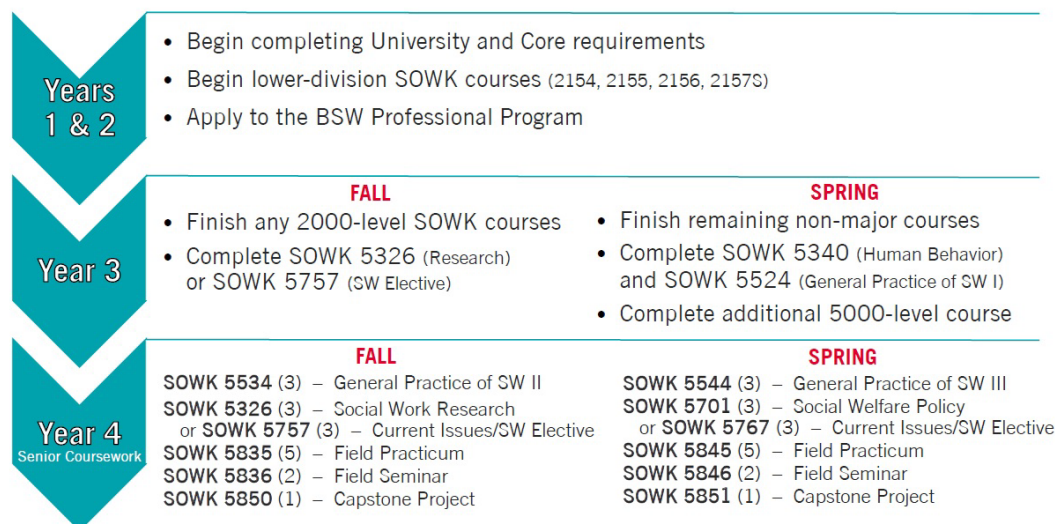 Years
1 & 2
• Begin completing University and Core requirements
• Begin lower-division SOWK courses (2154, 2155, 2156, 2157S)
• Apply to the BSW Professional Program
Year 3
FALL
• Finish any 2000-level SOWK courses
• Complete SOWK 5326 (Research)
or SOWK 5757 (SW Elective)
SPRING
• Finish remaining non-major courses
• Complete SOWK 5340 (Human Behavior)
and SOWK 5524 (General Practice of SW I)
• Complete additional 5000-level course
Year 4
Senior Coursework
FALL
SOWK 5534 (3) – General Practice of SW II
SOWK 5326 (3) – Social Work Research
or SOWK 5757 (3) – Current Issues/SW Elective
SOWK 5835 (5) – Field Practicum
SOWK 5836 (2) – Field Seminar
SOWK 5850 (1) – Capstone Project
SPRING
SOWK 5544 (3) – General Practice of SW III
SOWK 5701 (3) – Social Welfare Policy
or SOWK 5767 (3) – Current Issues/SW Elective
SOWK 5845 (5) – Field Practicum
SOWK 5846 (2) – Field Seminar
SOWK 5851 (1) – Capstone Project